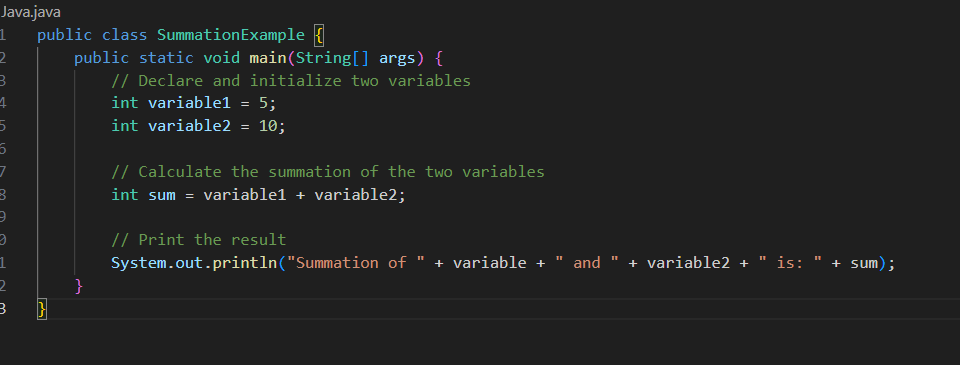 Java.java
1 public class SummationExample {
2     public static void main(String[] args) {
3         // Declare and initialize two variables
4         int variable1 = 5;
5         int variable2 = 10;
6
7         // Calculate the summation of the two variables
8         int sum = variable1 + variable2;
9
0         // Print the result
1         System.out.println("Summation of " + variable + " and " + variable2 + " is: " + sum);
2     }
3 }